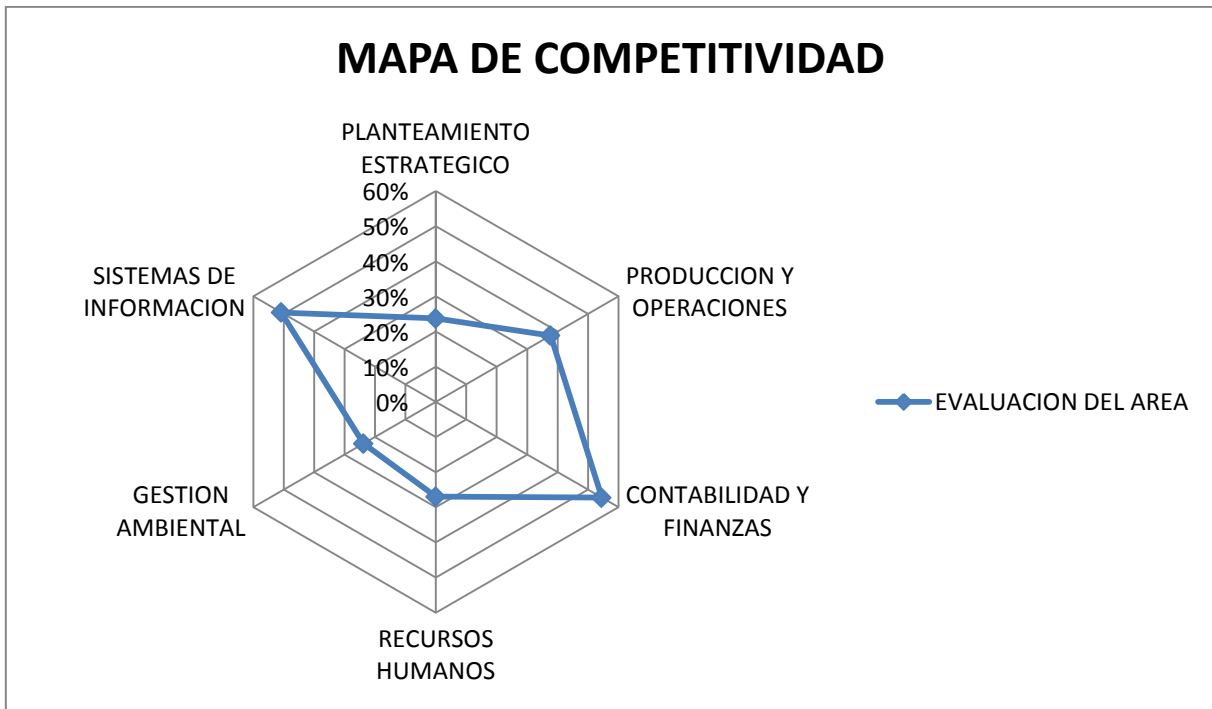 MAPA DE COMPETITIVIDAD
PLANTEAMIENTO
ESTRATEGICO
60%
50%
40%
30%
20%
10%
0%
PRODUCCION Y
OPERACIONES
CONTABILIDAD Y
FINANZAS
RECURSOS
HUMANOS
GESTION
AMBIENTAL
SISTEMAS DE
INFORMACION
EVALUACION DEL AREA